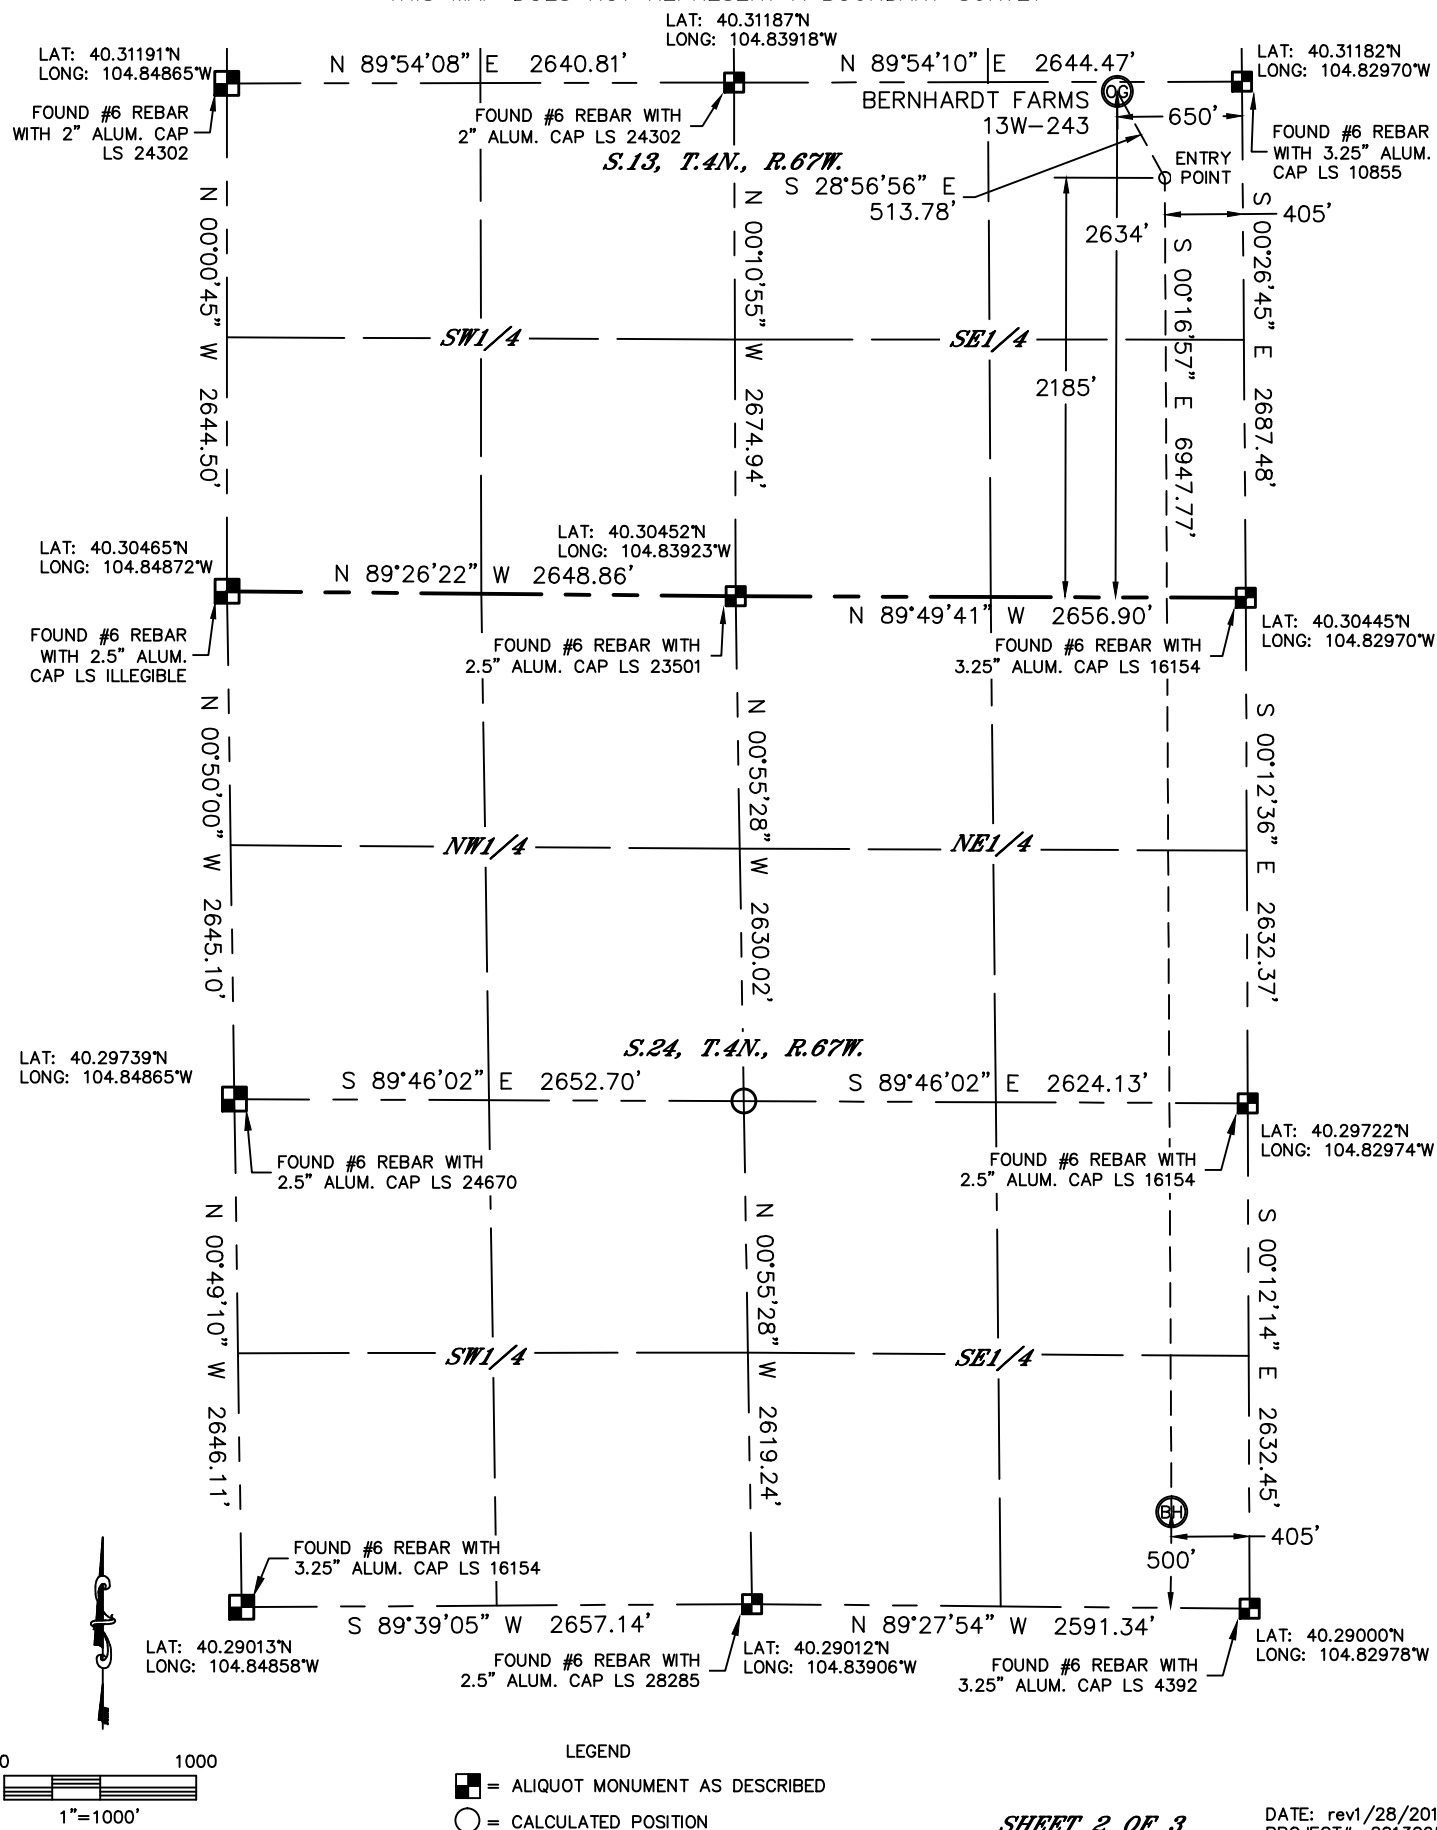 LAT: 40.31191°N
LONG: 104.84865°W
LAT: 40.31187°N
LONG: 104.83918°W
LAT: 40.31182°N
LONG: 104.82970°W
N 89°54'08" E 2640.81'
N 89°54'10" E 2644.47'
FOUND #6 REBAR
WITH 2" ALUM. CAP
LS 24302
FOUND #6 REBAR WITH
2" ALUM. CAP LS 24302
BERNHARDT FARMS
13W-243
OG
650'
FOUND #6 REBAR
WITH 3.25" ALUM.
CAP LS 10855
S.13, T.4N., R.67W.
ENTRY
POINT
S 28°56'56" E
513.78'
405'
2634'
N 00°00'45" W 2644.50'
N 00°10'55" W 2674.94'
S 00°16'57" E 6947.77'
S 00°26'45" E 2687.48'
SW1/4
SE1/4
2185'
LAT: 40.30465°N
LONG: 104.84872°W
LAT: 40.30452°N
LONG: 104.83923°W
N 89°26'22" W 2648.86'
N 89°49'41" W 2656.90'
LAT: 40.30445°N
LONG: 104.82970°W
FOUND #6 REBAR
WITH 2.5" ALUM.
CAP LS ILLEGIBLE
FOUND #6 REBAR WITH
2.5" ALUM. CAP LS 23501
FOUND #6 REBAR WITH
3.25" ALUM. CAP LS 16154
N 00°50'00" W 2645.10'
N 00°55'28" W 2630.02'
S 00°12'36" E 2632.37'
NW1/4
NE1/4
S.24, T.4N., R.67W.
LAT: 40.29739°N
LONG: 104.84865°W
S 89°46'02" E 2652.70'
S 89°46'02" E 2624.13'
LAT: 40.29722°N
LONG: 104.82974°W
FOUND #6 REBAR WITH
2.5" ALUM. CAP LS 24670
FOUND #6 REBAR WITH
2.5" ALUM. CAP LS 16154
N 00°49'10" W 2646.11'
N 00°55'28" W 2619.24'
S 00°12'14" E 2632.45'
SW1/4
SE1/4
BH
405'
500'
FOUND #6 REBAR WITH
3.25" ALUM. CAP LS 16154
S 89°39'05" W 2657.14'
N 89°27'54" W 2591.34'
LAT: 40.29013°N
LONG: 104.84858°W
FOUND #6 REBAR WITH
2.5" ALUM. CAP LS 28285
LAT: 40.29012°N
LONG: 104.83906°W
FOUND #6 REBAR WITH
3.25" ALUM. CAP LS 4392
LAT: 40.29000°N
LONG: 104.82978°W
0 1000
1"=1000'
LEGEND
= ALIQUOT MONUMENT AS DESCRIBED
= CALCULATED POSITION
SHEET 2 OF 3
DATE: rev1/28/201